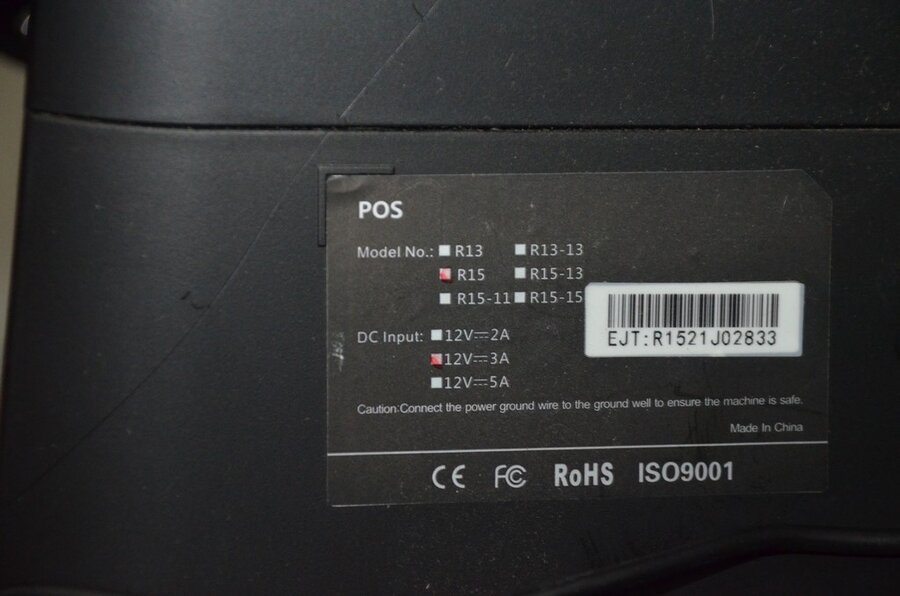 POS
Model No.: R13 R13-13
R15 R15-13
R15-11 R15-15
EJT:R1521J02833
DC Input: 12V⎓2A
12V⎓3A
12V⎓5A
Caution:Connect the power ground wire to the ground well to ensure the machine is safe.
Made In China
CE FC RoHS ISO9001